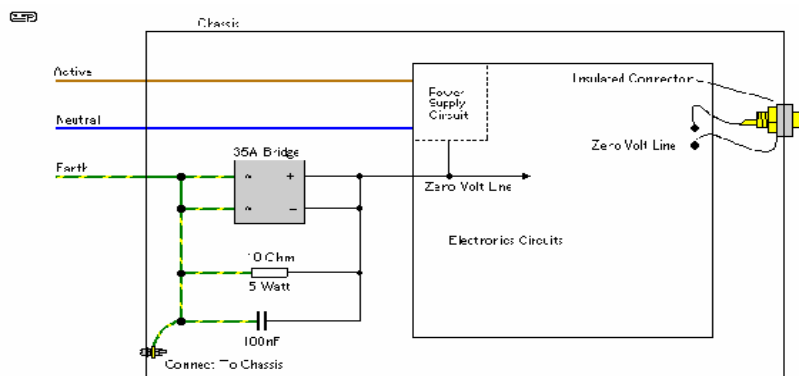 Chassis
Active
Neutral
Earth
35A Bridge
~ +
~ −
10 Ohm
5 Watt
100nF
Connect To Chassis
Power
Supply
Circuit
Zero Volt Line
Electronics Circuits
Insulated Connector
Zero Volt Line